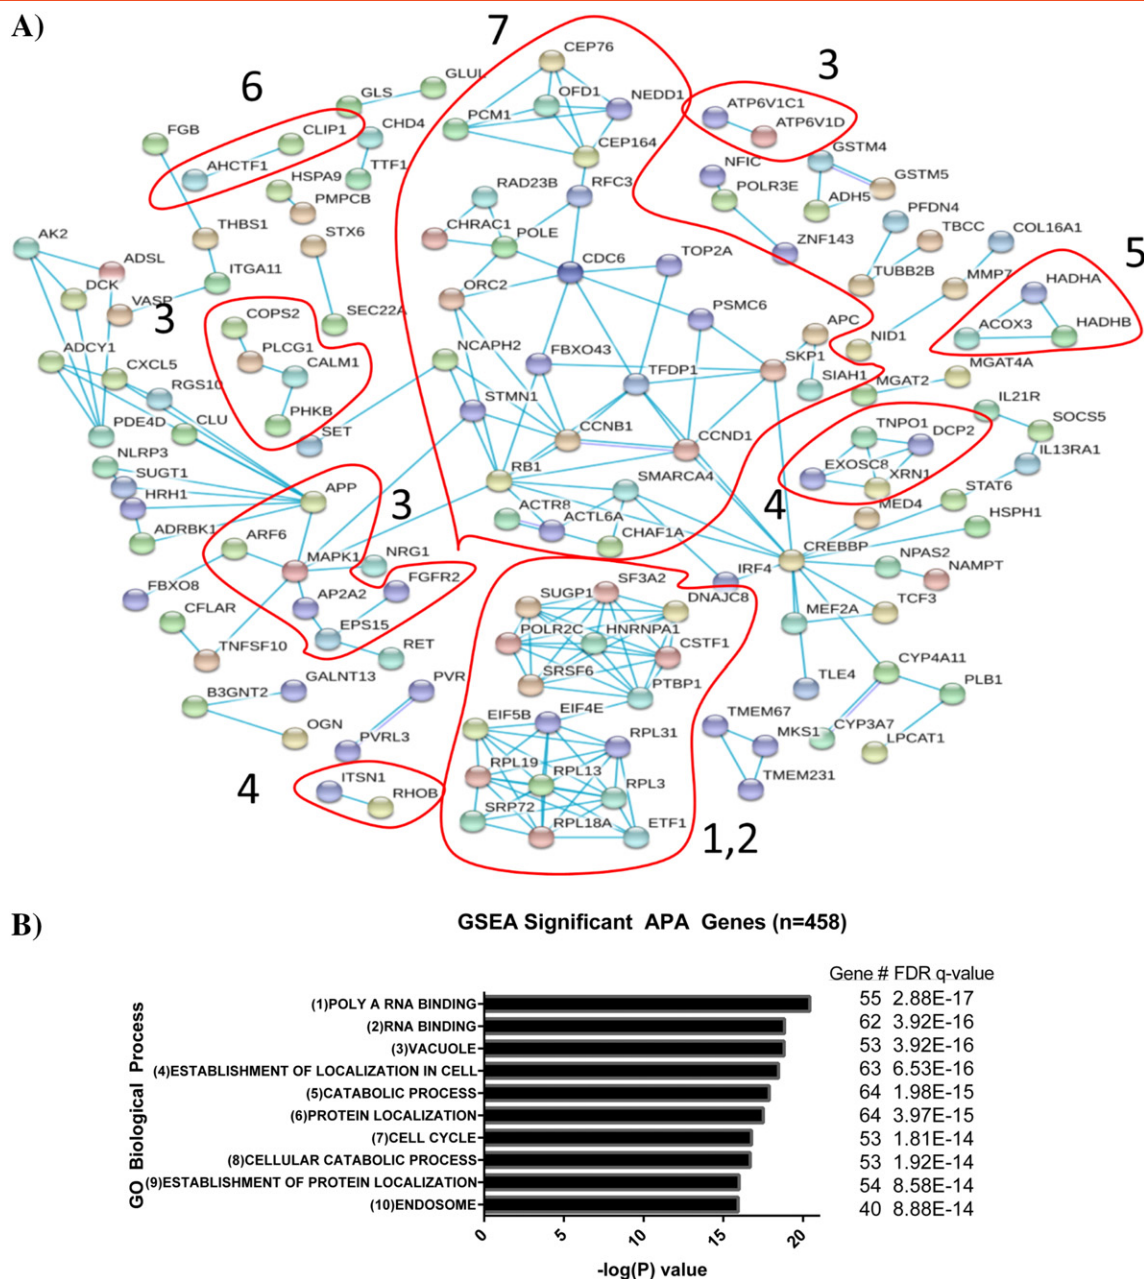 A)
7
CEP76
3
GLUL
6
GLS
OFD1
NEDD1
ATP6V1C1
FGB
CLIP1
CHD4
PCM1
ATP6V1D
CEP164
GSTM4
AHCTF1
HSPA9
TTF1
RAD23B
RFC3
NFIC
POLR3E
GSTM5
PMPCB
ADH5
PFDN4
THBS1
STX6
CHRAC1
POLE
ZNF143
TBCC
COL16A1
AK2
ADSL
CDC6
TOP2A
5
ITGA11
TUBB2B
MMP7
HADHA
DCK
VASP
ORC2
3
COPS2
SEC22A
PSMC6
APC
NID1
ACOX3
HADHB
ADCY1
PLCG1
NCAPH2
FBXO43
SKP1
CXCL5
CALM1
TFDP1
SIAH1
MGAT2
MGAT4A
RGS10
STMN1
IL21R
PDE4D
CLU
PHKB
SET
CCNB1
CCND1
TNPO1
DCP2
SOCS5
NLRP3
RB1
SMARCA4
EXOSC8
XRN1
IL13RA1
SUGT1
HRH1
APP
3
4
STAT6
ADRBK1
ACTR8
ACTL6A
CHAF1A
MED4
HSPH1
ARF6
MAPK1
NRG1
CREBBP
FBXO8
FGFR2
IRF4
NPAS2
NAMPT
AP2A2
SUGP1
SF3A2
DNAJC8
CFLAR
EPS15
MEF2A
TCF3
TNFSF10
RET
POLR2C
HNRNPA1
CSTF1
SRSF6
PTBP1
TLE4
CYP4A11
B3GNT2
GALNT13
PVR
PLB1
OGN
EIF5B
EIF4E
TMEM67
PVRL3
RPL31
MKS1
CYP3A7
LPCAT1
4
ITSN1
RPL19
RPL13
RPL3
TMEM231
RHOB
SRP72
RPL18A
ETF1
1,2
B)
GSEA Significant APA Genes (n=458)
Gene # FDR q-value
(1)POLY A RNA BINDING 55 2.88E-17
(2)RNA BINDING 62 3.92E-16
(3)VACUOLE 53 3.92E-16
(4)ESTABLISHMENT OF LOCALIZATION IN CELL 63 6.53E-16
(5)CATABOLIC PROCESS 64 1.98E-15
(6)PROTEIN LOCALIZATION 64 3.97E-15
(7)CELL CYCLE 53 1.81E-14
(8)CELLULAR CATABOLIC PROCESS 53 1.92E-14
(9)ESTABLISHMENT OF PROTEIN LOCALIZATION 54 8.58E-14
(10)ENDOSOME 40 8.88E-14
GO Biological Process
0 5 10 15 20
-log(P) value